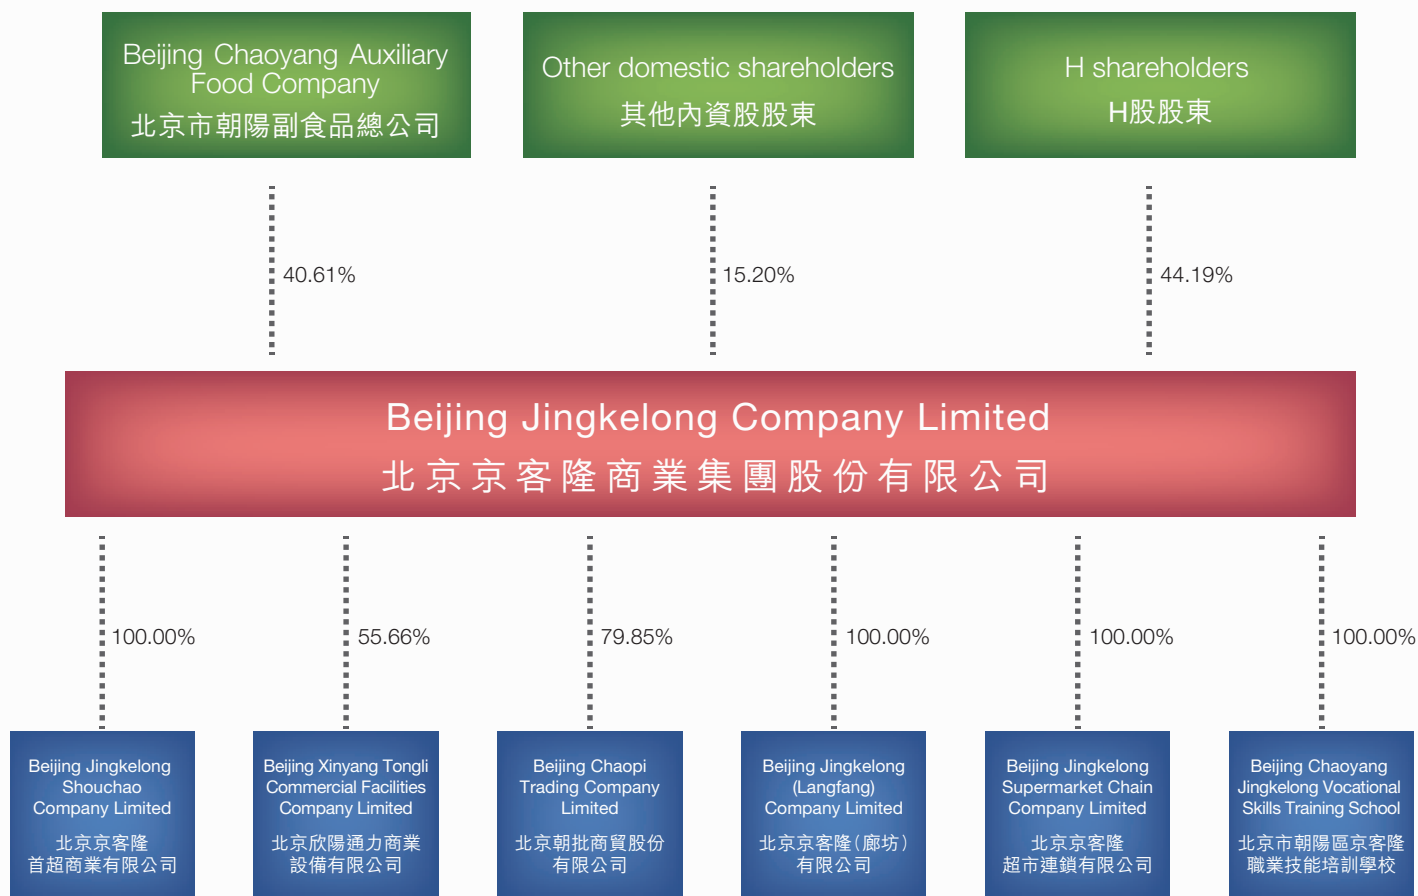 Beijing Chaoyang Auxiliary
Food Company
北京市朝陽副食品總公司
Other domestic shareholders
其他內資股股東
H shareholders
H股股東
40.61%
15.20%
44.19%
Beijing Jingkelong Company Limited
北京京客隆商業集團股份有限公司
100.00%
55.66%
79.85%
100.00%
100.00%
100.00%
Beijing Jingkelong
Shouchao
Company Limited
北京京客隆
首超商業有限公司
Beijing Xinyang Tongli
Commercial Facilities
Company Limited
北京欣陽通力商業
設備有限公司
Beijing Chaopi
Trading Company
Limited
北京朝批商貿股份
有限公司
Beijing Jingkelong
(Langfang)
Company Limited
北京京客隆(廊坊)
有限公司
Beijing Jingkelong
Supermarket Chain
Company Limited
北京京客隆
超市連鎖有限公司
Beijing Chaoyang
Jingkelong Vocational
Skills Training School
北京市朝陽區京客隆
職業技能培訓學校